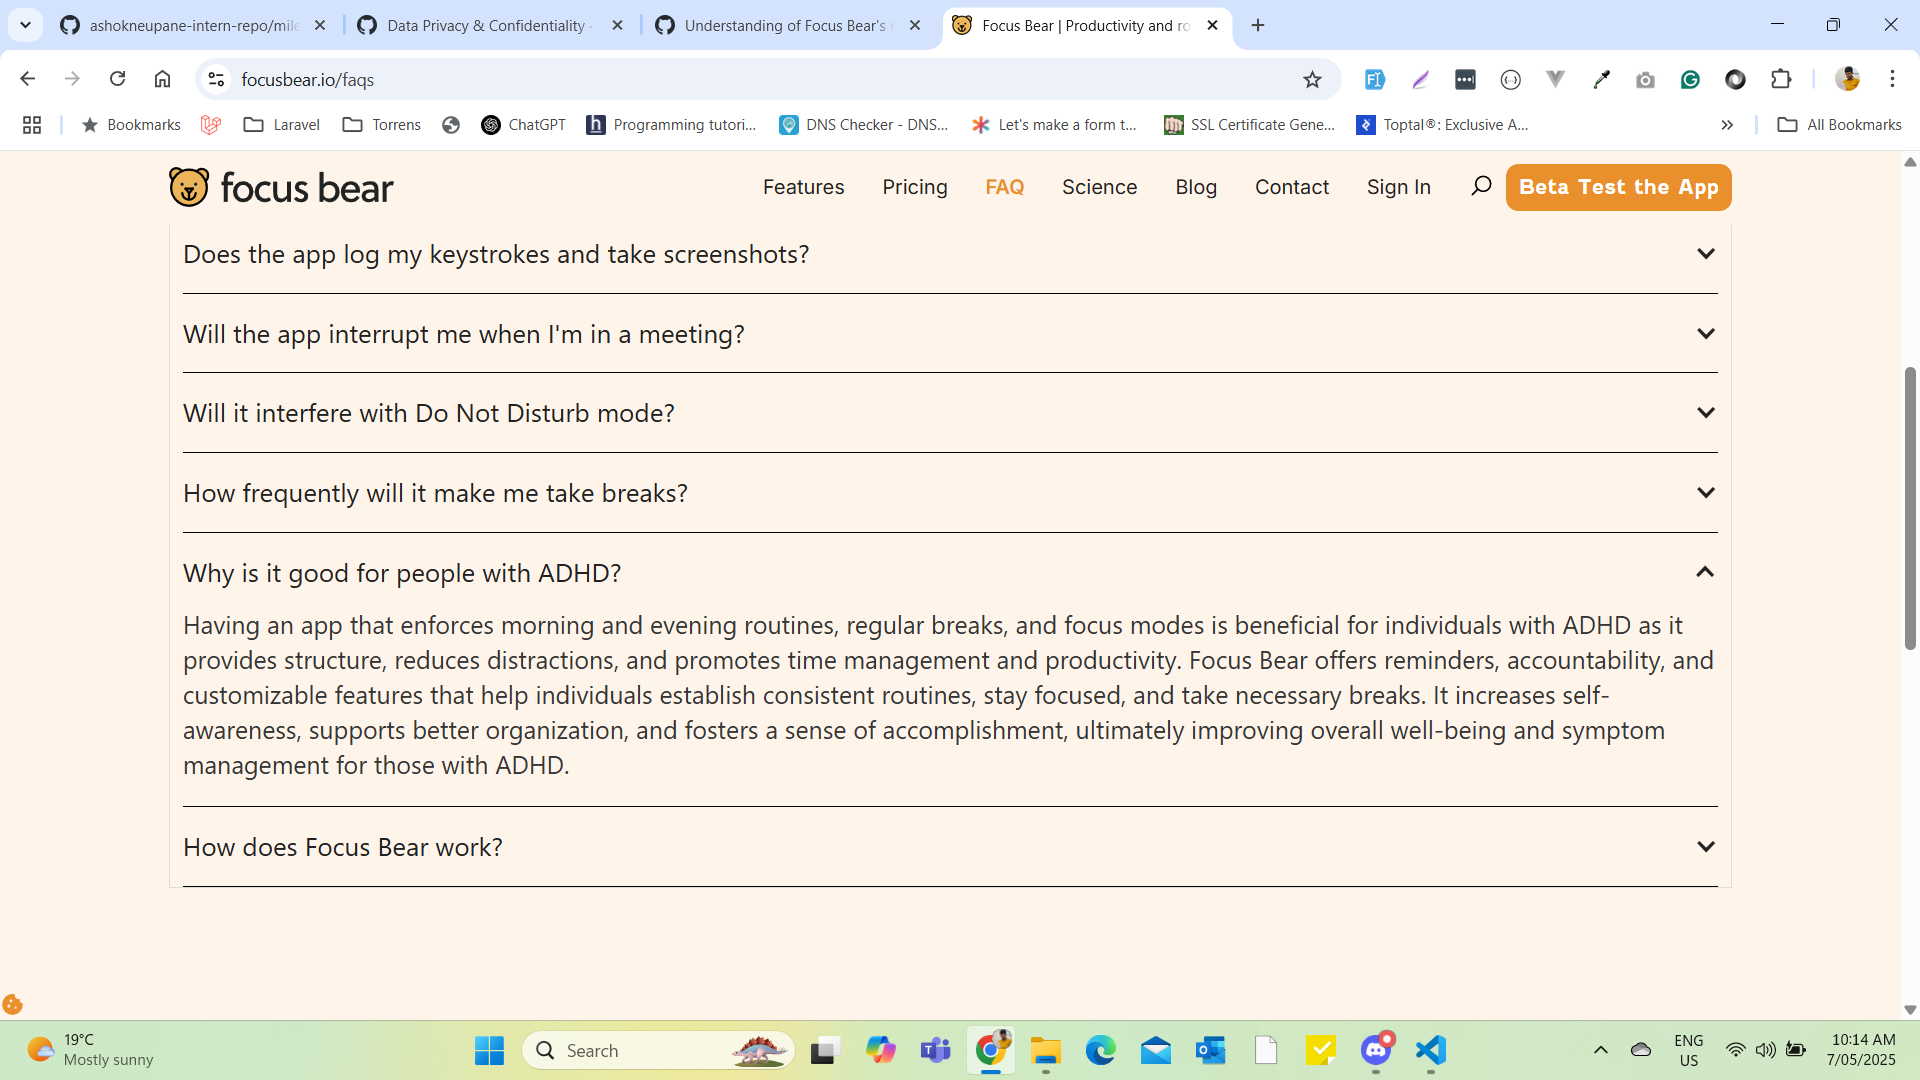 ashokneupane-intern-repo/mile
Data Privacy & Confidentiality
Understanding of Focus Bear's
Focus Bear | Productivity and ro
focusbear.io/faqs
Bookmarks
Laravel
Torrens
ChatGPT
Programming tutori...
DNS Checker - DNS...
Let's make a form t...
SSL Certificate Gene...
Toptal®: Exclusive A...
All Bookmarks
focus bear
Features
Pricing
FAQ
Science
Blog
Contact
Sign In
Beta Test the App
Does the app log my keystrokes and take screenshots?
Will the app interrupt me when I'm in a meeting?
Will it interfere with Do Not Disturb mode?
How frequently will it make me take breaks?
Why is it good for people with ADHD?
Having an app that enforces morning and evening routines, regular breaks, and focus modes is beneficial for individuals with ADHD as it
provides structure, reduces distractions, and promotes time management and productivity. Focus Bear offers reminders, accountability, and
customizable features that help individuals establish consistent routines, stay focused, and take necessary breaks. It increases self-
awareness, supports better organization, and fosters a sense of accomplishment, ultimately improving overall well-being and symptom
management for those with ADHD.
How does Focus Bear work?
19°C
Mostly sunny
Search
ENG
US
10:14 AM
7/05/2025